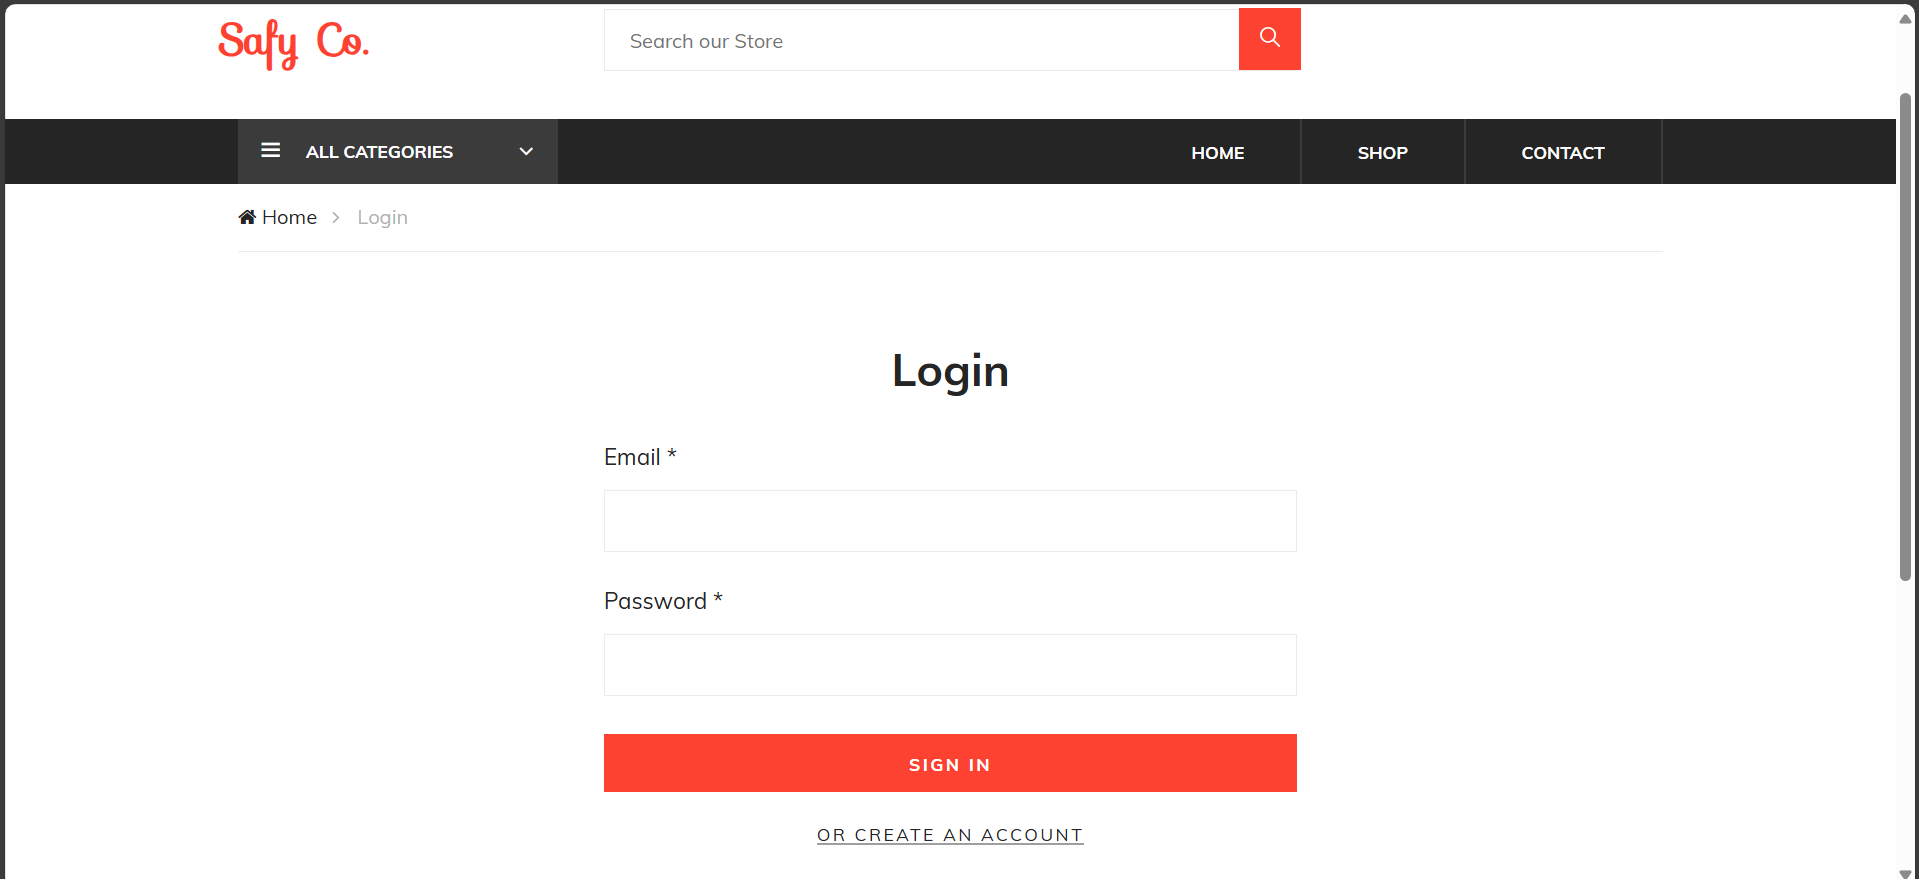 Safy Co.
Search our Store
ALL CATEGORIES
HOME
SHOP
CONTACT
Home
Login
Login
Email *
Password *
SIGN IN
OR CREATE AN ACCOUNT